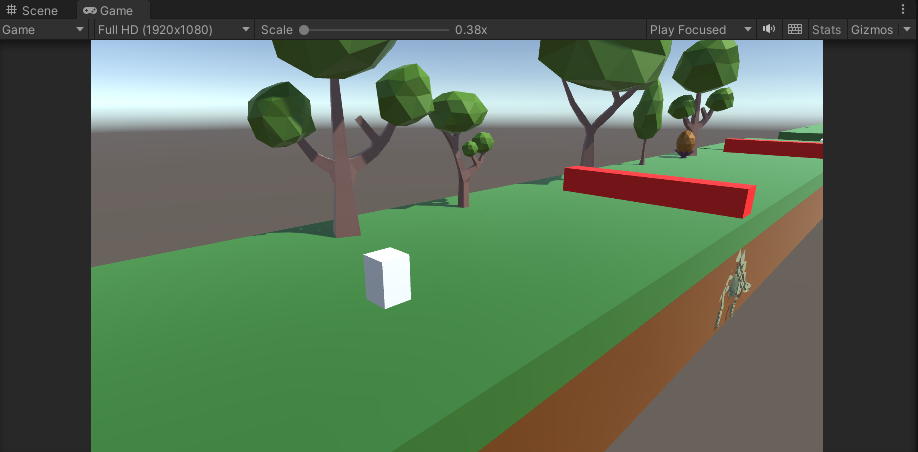 Scene Game
Game Full HD (1920x1080) Scale 0.38x Play Focused Stats Gizmos